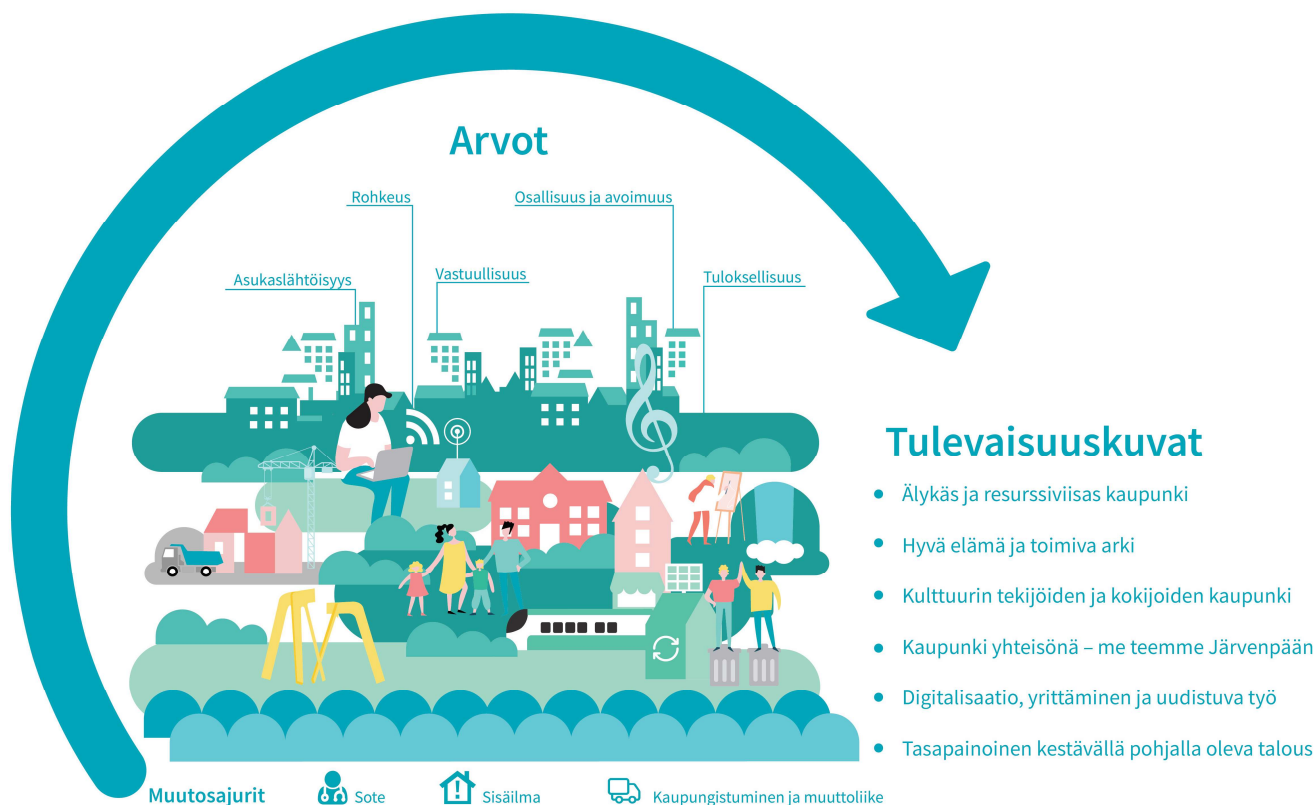 Arvot
Rohkeus
Osallisuus ja avoimuus
Asukaslähtöisyys
Vastuullisuus
Tuloksellisuus
Tulevaisuuskuvat
• Älykäs ja resurssiviisas kaupunki
• Hyvä elämä ja toimiva arki
• Kulttuurin tekijöiden ja kokijoiden kaupunki
• Kaupunki yhteisönä – me teemme Järvenpään
• Digitalisaatio, yrittäminen ja uudistuva työ
• Tasapainoinen kestävällä pohjalla oleva talous
Muutosajurit Sote Sisäilma Kaupungistuminen ja muuttoliike